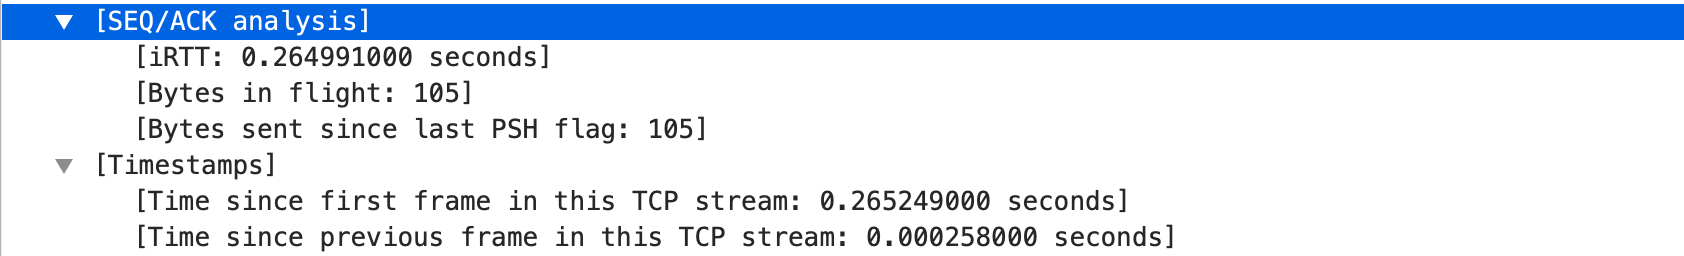 [SEQ/ACK analysis]
[iRTT: 0.264991000 seconds]
[Bytes in flight: 105]
[Bytes sent since last PSH flag: 105]
[Timestamps]
[Time since first frame in this TCP stream: 0.265249000 seconds]
[Time since previous frame in this TCP stream: 0.000258000 seconds]